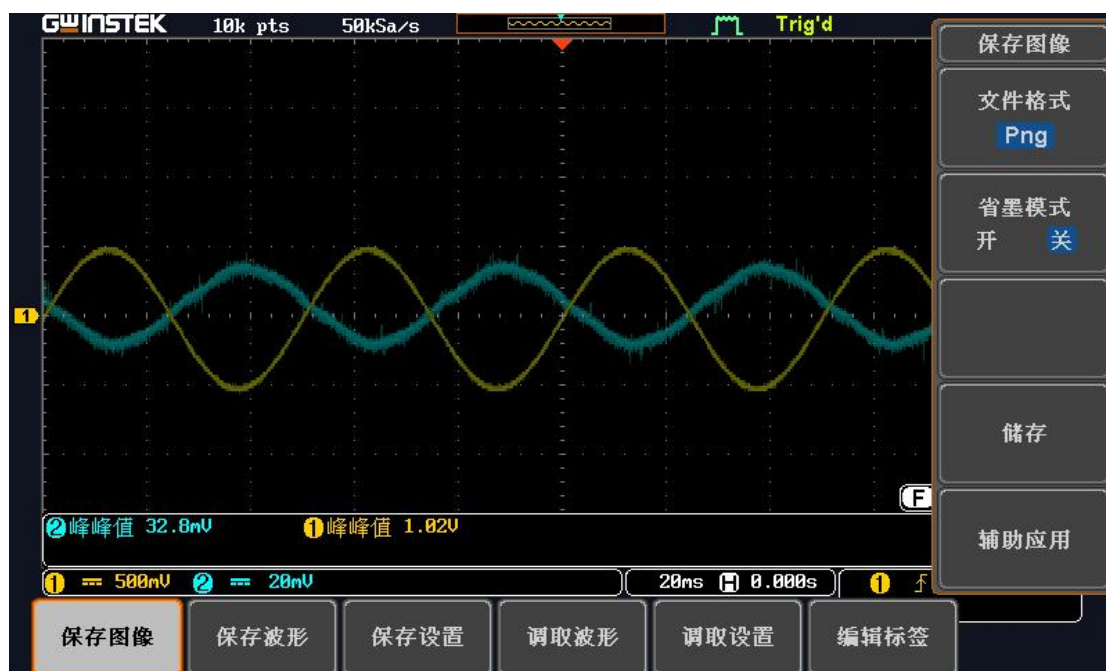 GWINSTEK 10k pts 50kSa/s Trig'd
保存图像
文件格式
Png
省墨模式
开 关
1
储存
F
2 峰峰值 32.8mV 1 峰峰值 1.02V
辅助应用
1 500mV 2 20mV 20ms H 0.000s 1
保存图像 保存波形 保存设置 调取波形 调取设置 编辑标签